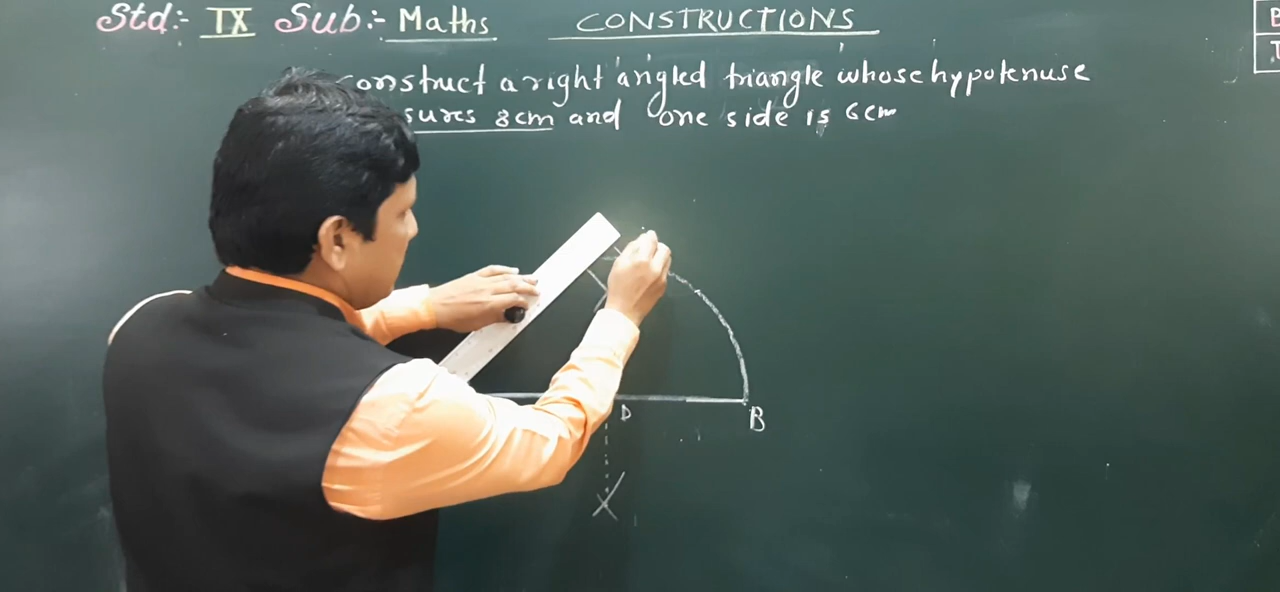 Std:- IX Sub:- Maths CONSTRUCTIONS
onstruct a right angled triangle whose hypotenuse
sures 8cm and one side is 6cm
D
B
B
T